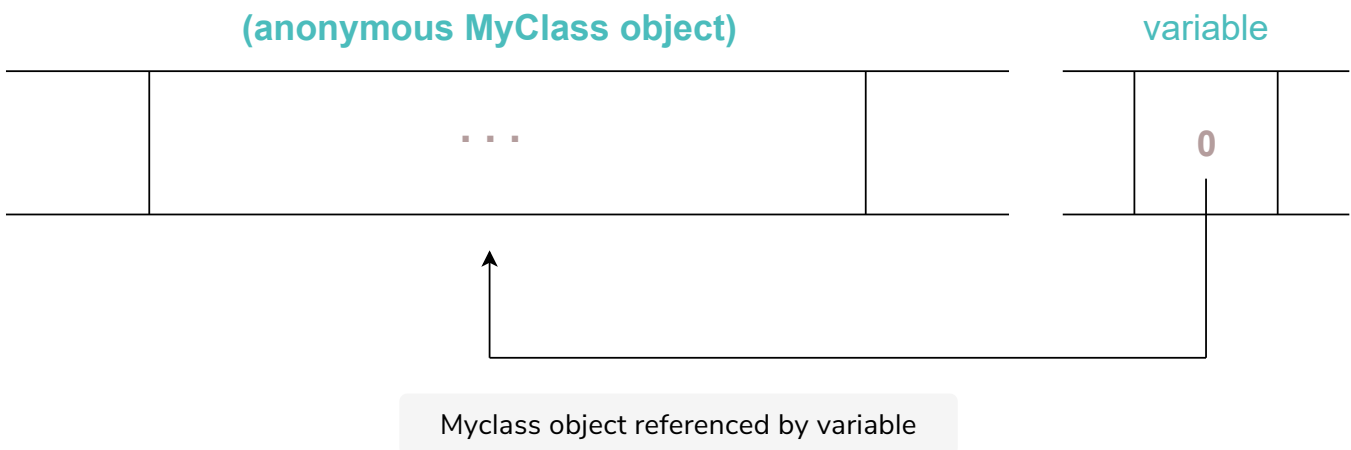 (anonymous MyClass object)
variable
. . .
0
Myclass object referenced by variable